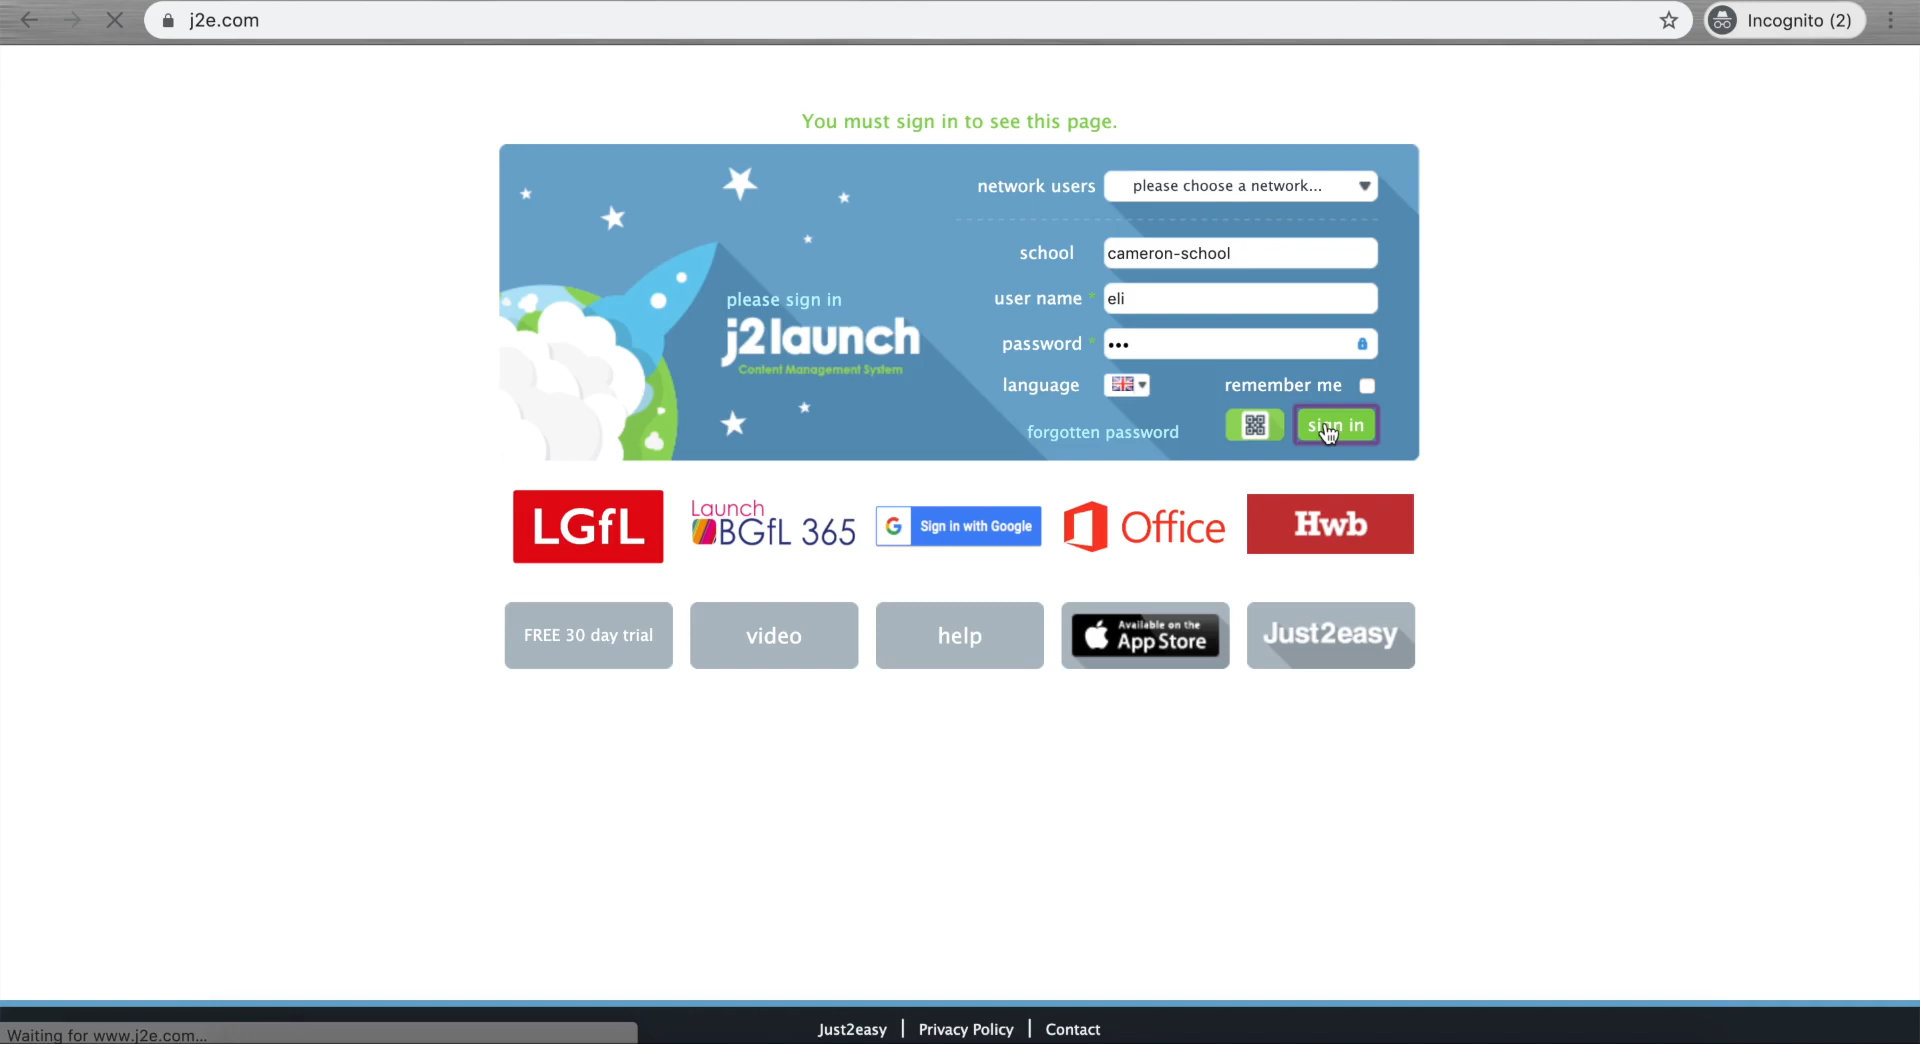 j2e.com
Incognito (2)
You must sign in to see this page.
network users please choose a network...
school cameron-school
user name * eli
please sign in
j2launch
Content Management System
password * •••
language remember me
forgotten password sign in
LGfL
Launch
BGfL 365
Sign in with Google
Office
Hwb
FREE 30 day trial
video
help
Available on the
App Store
Just2easy
Waiting for www.j2e.com...
Just2easy | Privacy Policy | Contact